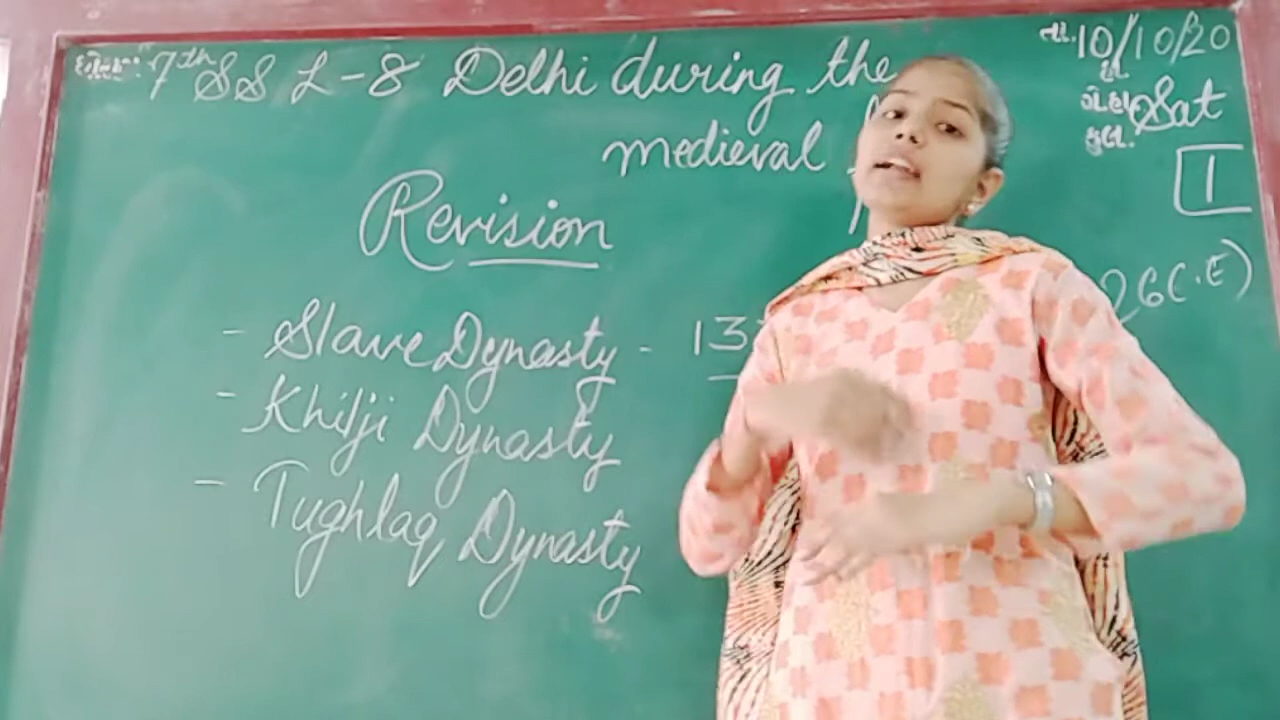 7th SS L-8 Delhi during the
medieval
તા. 10/10/20
Sat
1
Revision
- Slave Dynasty - 13
26 C.E)
- Khilji Dynasty
- Tughlaq Dynasty